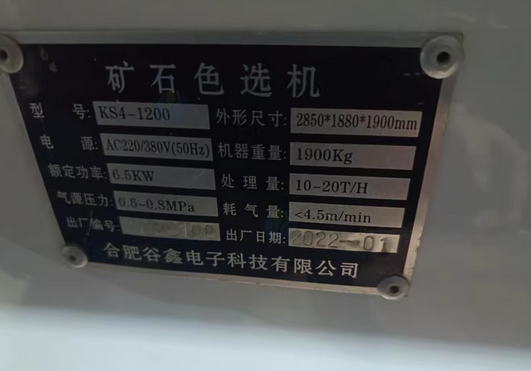 矿石色选机
型号: KS4-1200 外形尺寸: 2850*1880*1900mm
电源: AC220/380V(50Hz) 机器重量: 1900Kg
额定功率: 6.5KW 处理量: 10-20T/H
气源压力: 0.6-0.8MPa 耗气量: <4.5m/min
出厂编号: 出厂日期: 2022-01
合肥谷鑫电子科技有限公司